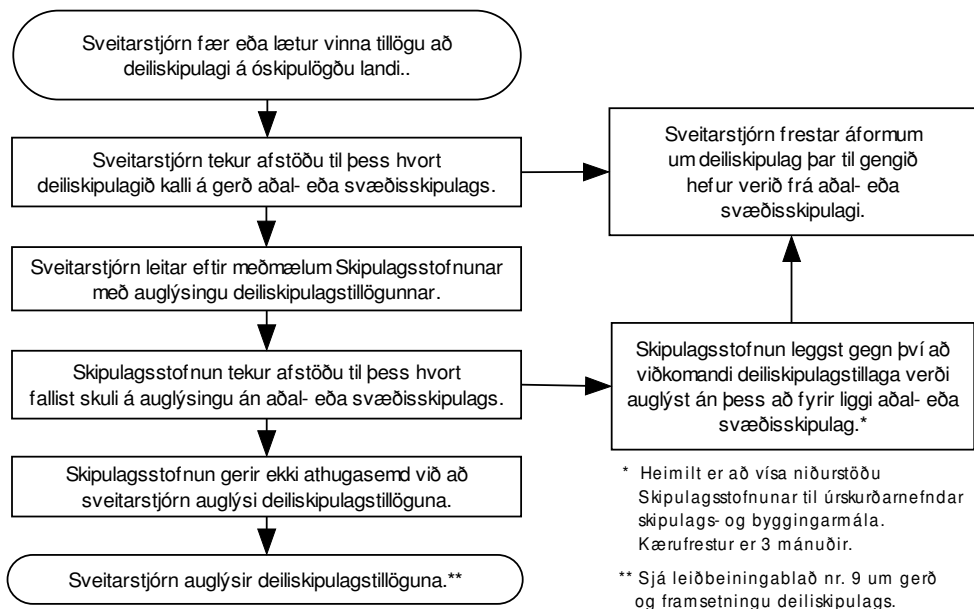 Sveitarstjórn fær eða lætur vinna tillögu að
deiliskipulagi á óskipulögðu landi..
Sveitarstjórn tekur afstöðu til þess hvort
deiliskipulagið kalli á gerð aðal- eða svæðisskipulags.
Sveitarstjórn frestar áformum
um deiliskipulag þar til gengið
hefur verið frá aðal- eða
svæðisskipulagi.
Sveitarstjórn leitar eftir meðmælum Skipulagsstofnunar
með auglýsingu deiliskipulagstillögunnar.
Skipulagsstofnun tekur afstöðu til þess hvort
fallist skuli á auglýsingu án aðal- eða svæðisskipulags.
Skipulagsstofnun leggst gegn því að
viðkomandi deiliskipulagstillaga verði
auglýst án þess að fyrir liggi aðal- eða
svæðisskipulag.*
Skipulagsstofnun gerir ekki athugasemd við að
sveitarstjórn auglýsi deiliskipulagstillöguna.
Sveitarstjórn auglýsir deiliskipulagstillöguna.**
* Heimilt er að vísa niðurstöðu
Skipulagsstofnunar til úrskurðarnefndar
skipulags- og byggingarmála.
Kærufrestur er 3 mánuðir.
** Sjá leiðbeiningablað nr. 9 um gerð
og framsetningu deiliskipulags.